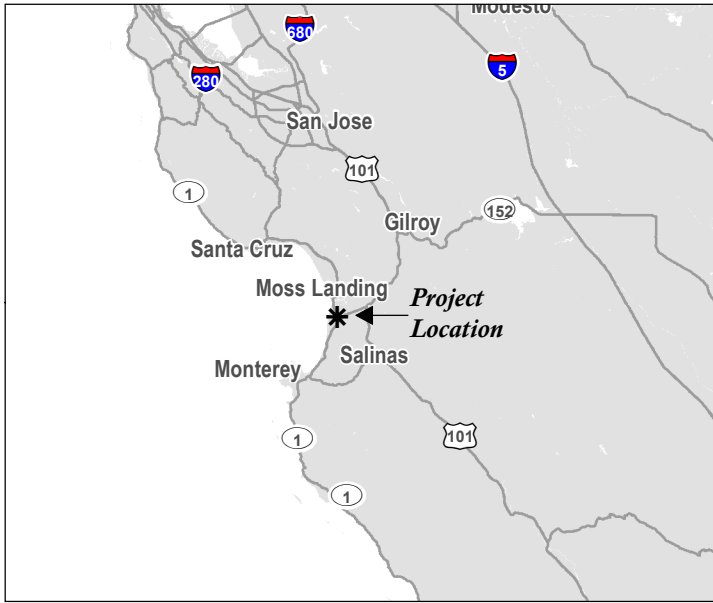 Modesto
680
280
5
San Jose
101
1
Gilroy
152
Santa Cruz
Moss Landing
Project
Location
Salinas
Monterey
1
101
1